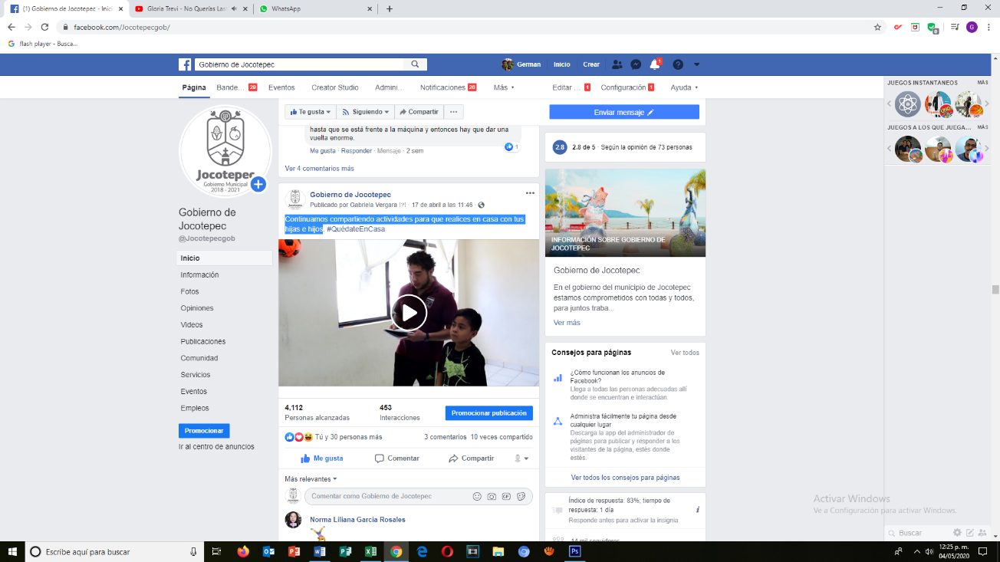 (1) Gobierno de Jocotepec - Inici
Gloria Trevi - No Querías Las
WhatsApp
facebook.com/Jocotepecgob/
flash player - Busca...
G
Gobierno de Jocotepec
German
Inicio
Crear
1
Página
Bande... 29
Eventos
Creator Studio
Admini...
Notificaciones 26
Más
Editar ... 1
Configuración 1
Ayuda
JUEGOS INSTANTÁNEOS MÁS
JUEGOS A LOS QUE JUEGA... MÁS
Jocotepec
Gobierno Municipal
2018 - 2021
Gobierno de
Jocotepec
@Jocotepecgob
Inicio
Información
Fotos
Opiniones
Videos
Publicaciones
Comunidad
Servicios
Eventos
Empleos
Promocionar
Ir al centro de anuncios
Te gusta
Siguiendo
Compartir
Enviar mensaje
hasta que se está frente a la máquina y entonces hay que dar una
vuelta enorme.
Me gusta · Responder · Mensaje · 2 sem
1
Ver 4 comentarios más
Gobierno de Jocotepec
Publicado por Gabriela Vergara [?] · 17 de abril a las 11:46 ·
Continuamos compartiendo actividades para que realices en casa con tus
hijas e hijos. #QuédateEnCasa
4,112
Personas alcanzadas
453
Interacciones
Promocionar publicación
Tú y 30 personas más
3 comentarios 10 veces compartido
Me gusta
Comentar
Compartir
Más relevantes
Comentar como Gobierno de Jocotepec
GIF
Norma Liliana Garcia Rosales
2.8
2.8 de 5 · Según la opinión de 73 personas
INFORMACIÓN SOBRE GOBIERNO DE
JOCOTEPEC
Gobierno de Jocotepec
En el gobierno del municipio de Jocotepec
estamos comprometidos con todas y todos,
para juntos traba...
Ver más
Consejos para páginas
Ver todos
¿Cómo funcionan los anuncios de
Facebook?
Llega a todas las personas adecuadas allí
donde se encuentran e interactúan.
Administra fácilmente tu página desde
cualquier lugar
Descarga la app del administrador de
páginas para publicar y responder a los
visitantes de la página, estés donde
estés.
Ver todos los consejos para páginas
Índice de respuesta: 83%; tiempo de
respuesta: 1 día
Responde antes para activar la insignia
Activar Windows
Ve a Configuración para activar Windows.
Buscar
Escribe aquí para buscar
12:25 p. m.
04/05/2020